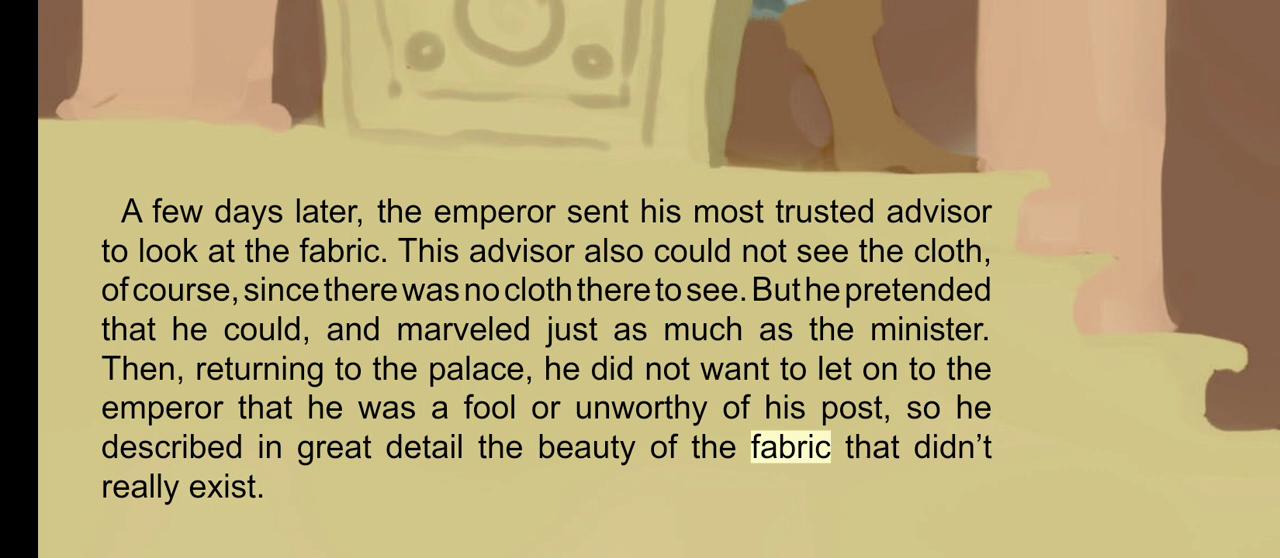 A few days later, the emperor sent his most trusted advisor
to look at the fabric. This advisor also could not see the cloth,
of course, since there was no cloth there to see. But he pretended
that he could, and marveled just as much as the minister.
Then, returning to the palace, he did not want to let on to the
emperor that he was a fool or unworthy of his post, so he
described in great detail the beauty of the fabric that didn’t
really exist.